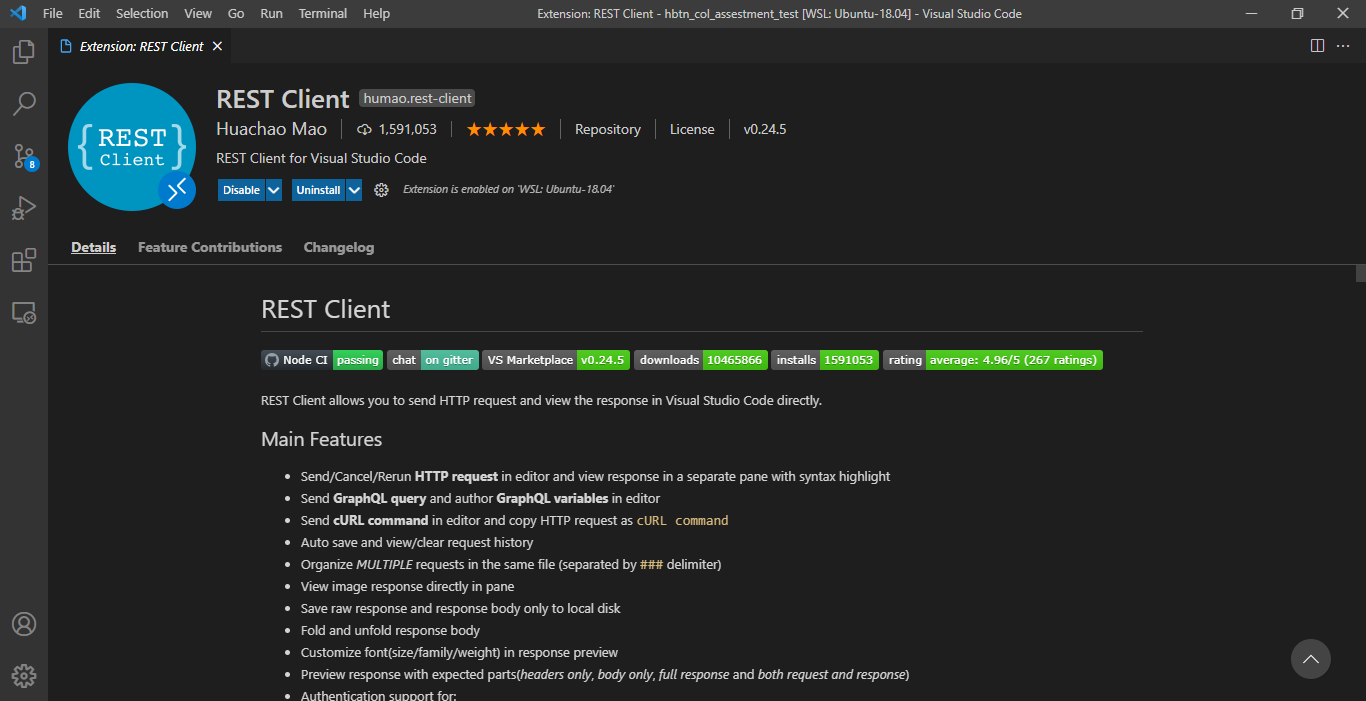 File Edit Selection View Go Run Terminal Help Extension: REST Client - hbtn_col_assestment_test [WSL: Ubuntu-18.04] - Visual Studio Code
Extension: REST Client
{REST Client}
REST Client humao.rest-client
Huachao Mao 1,591,053 Repository License v0.24.5
REST Client for Visual Studio Code
Disable Uninstall Extension is enabled on 'WSL: Ubuntu-18.04'
8
Details Feature Contributions Changelog
REST Client
Node CI passing chat on gitter VS Marketplace v0.24.5 downloads 10465866 installs 1591053 rating average: 4.96/5 (267 ratings)
REST Client allows you to send HTTP request and view the response in Visual Studio Code directly.
Main Features
• Send/Cancel/Rerun HTTP request in editor and view response in a separate pane with syntax highlight
• Send GraphQL query and author GraphQL variables in editor
• Send cURL command in editor and copy HTTP request as cURL command
• Auto save and view/clear request history
• Organize MULTIPLE requests in the same file (separated by ### delimiter)
• View image response directly in pane
• Save raw response and response body only to local disk
• Fold and unfold response body
• Customize font(size/family/weight) in response preview
• Preview response with expected parts(headers only, body only, full response and both request and response)
• Authentication support for: